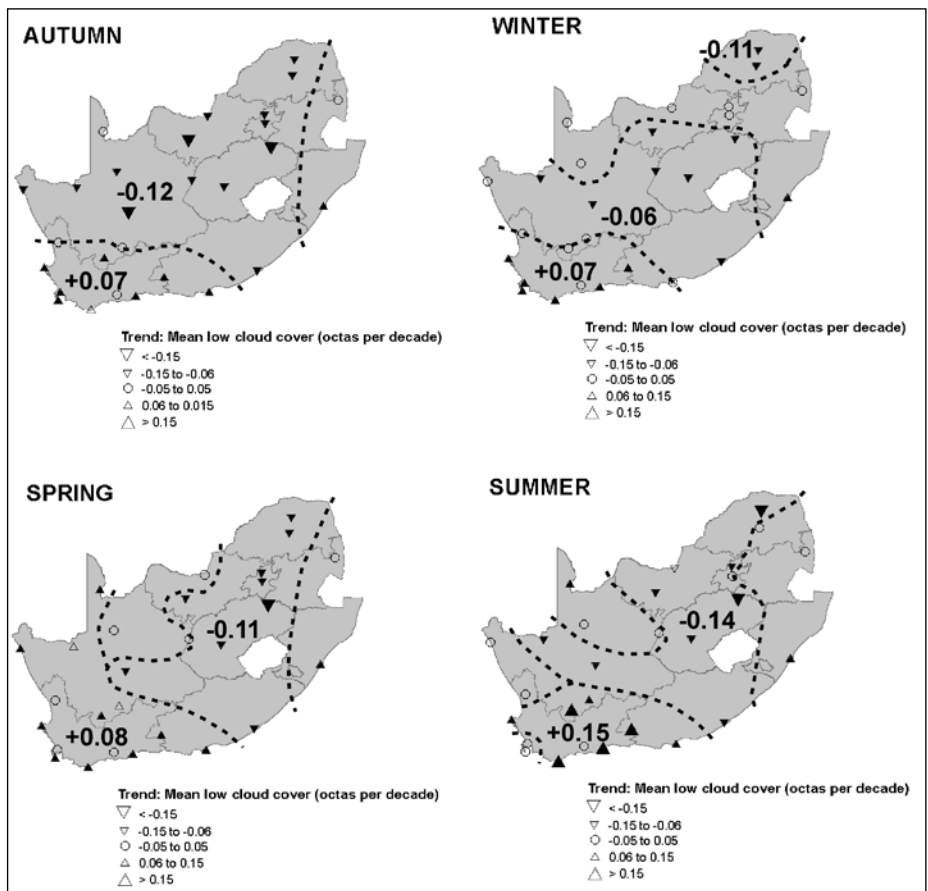 AUTUMN
-0.12
+0.07
Trend: Mean low cloud cover (octas per decade)
< -0.15
-0.15 to -0.06
-0.05 to 0.05
0.06 to 0.015
> 0.15
WINTER
-0.11
-0.06
+0.07
Trend: Mean low cloud cover (octas per decade)
< -0.15
-0.15 to -0.06
-0.05 to 0.05
0.06 to 0.15
> 0.15
SPRING
-0.11
+0.08
Trend: Mean low cloud cover (octas per decade)
< -0.15
-0.15 to -0.06
-0.05 to 0.05
0.06 to 0.15
> 0.15
SUMMER
-0.14
+0.15
Trend: Mean low cloud cover (octas per decade)
< -0.15
-0.15 to -0.06
-0.05 to 0.05
0.06 to 0.15
> 0.15